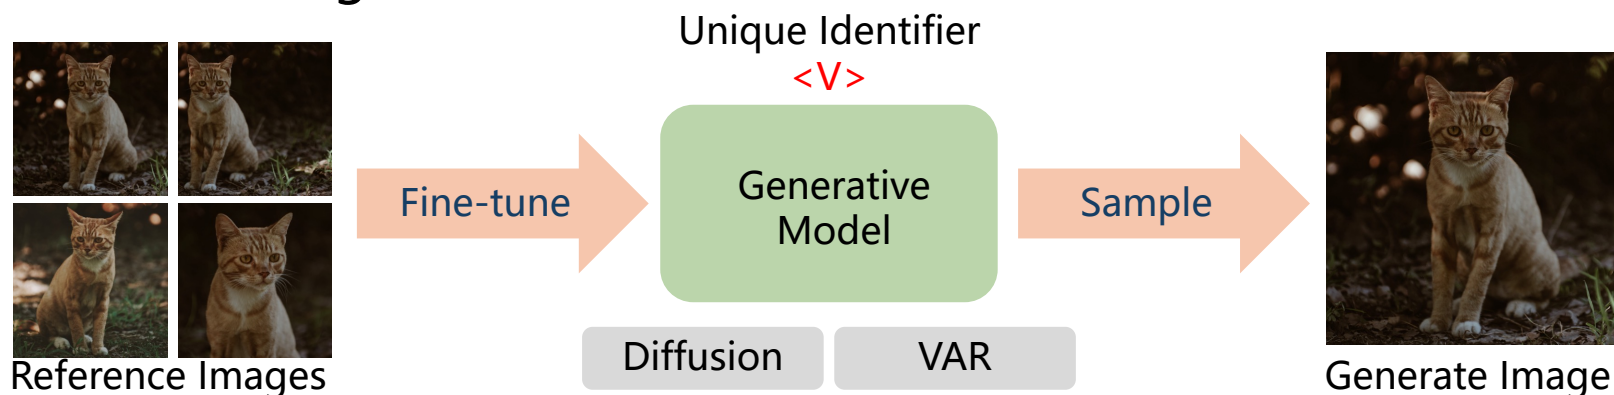 Unique Identifier
<V>
Fine-tune
Generative
Model
Sample
Diffusion
VAR
Reference Images
Generate Image